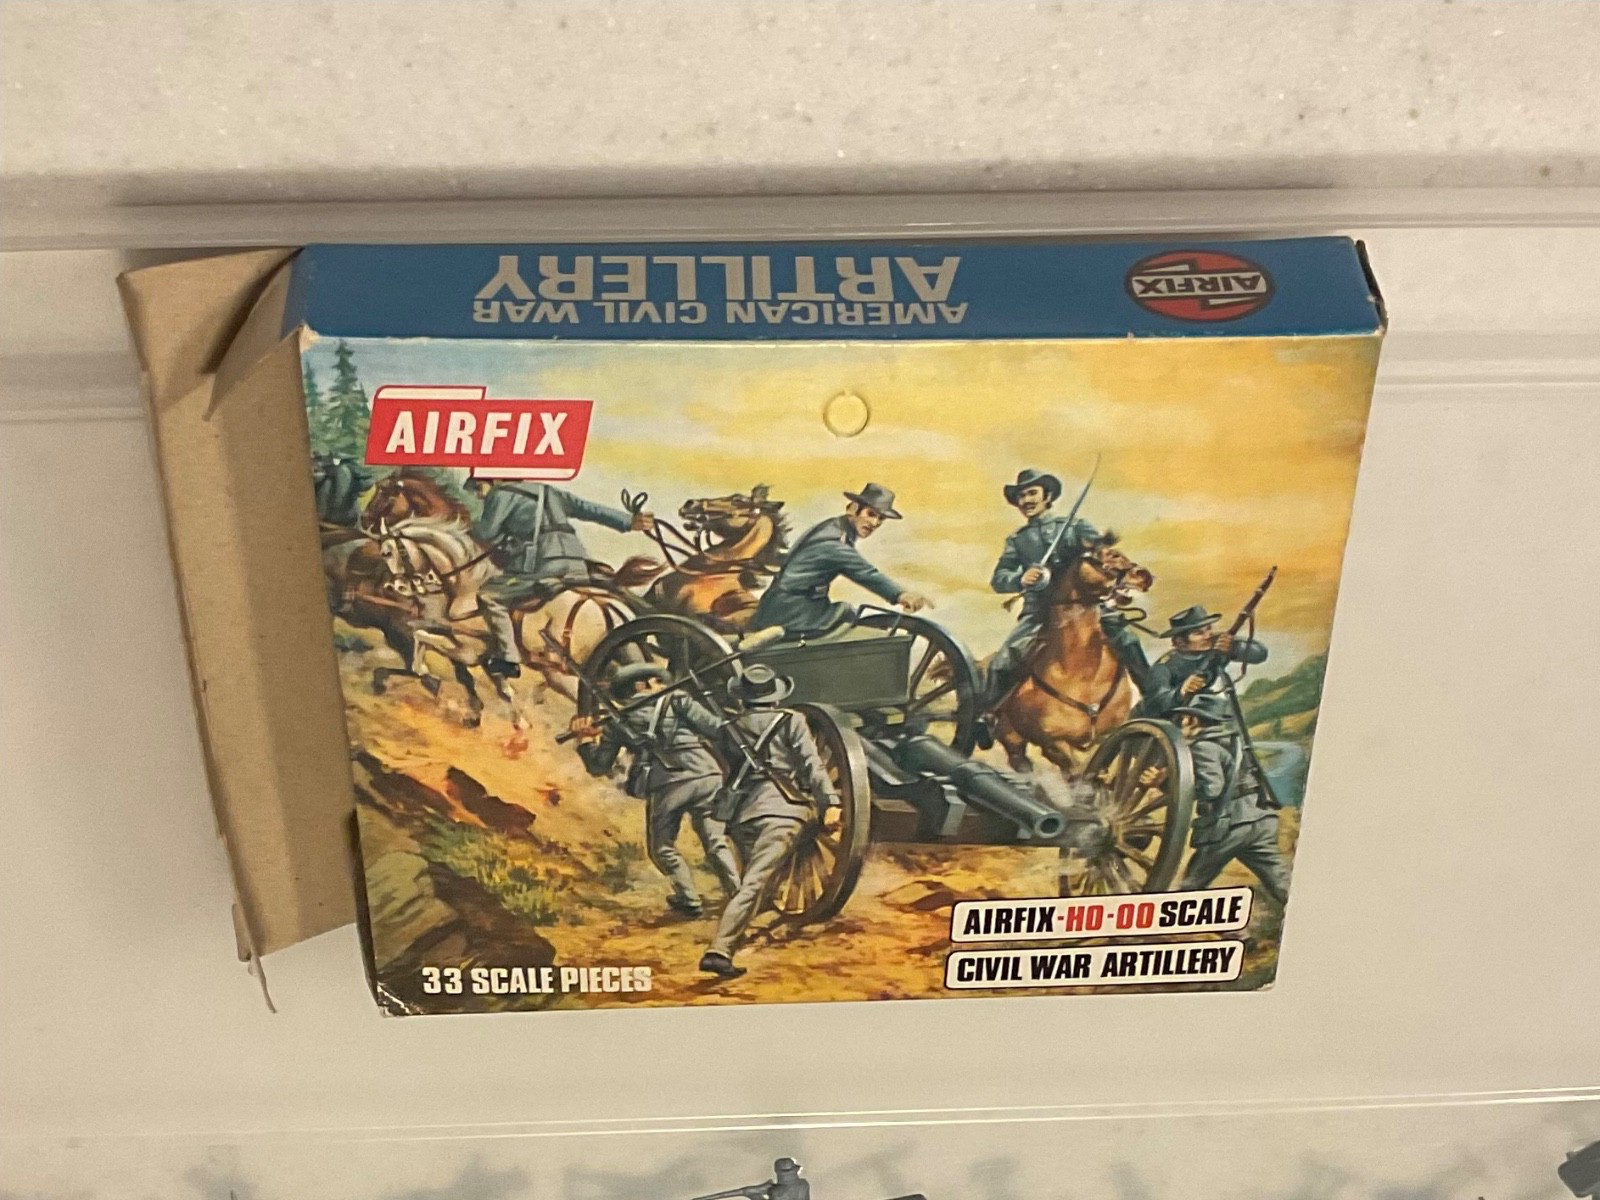 AMERICAN CIVIL WAR
ARTILLERY
AIRFIX
AIRFIX
33 SCALE PIECES
AIRFIX-HO-OO SCALE
CIVIL WAR ARTILLERY